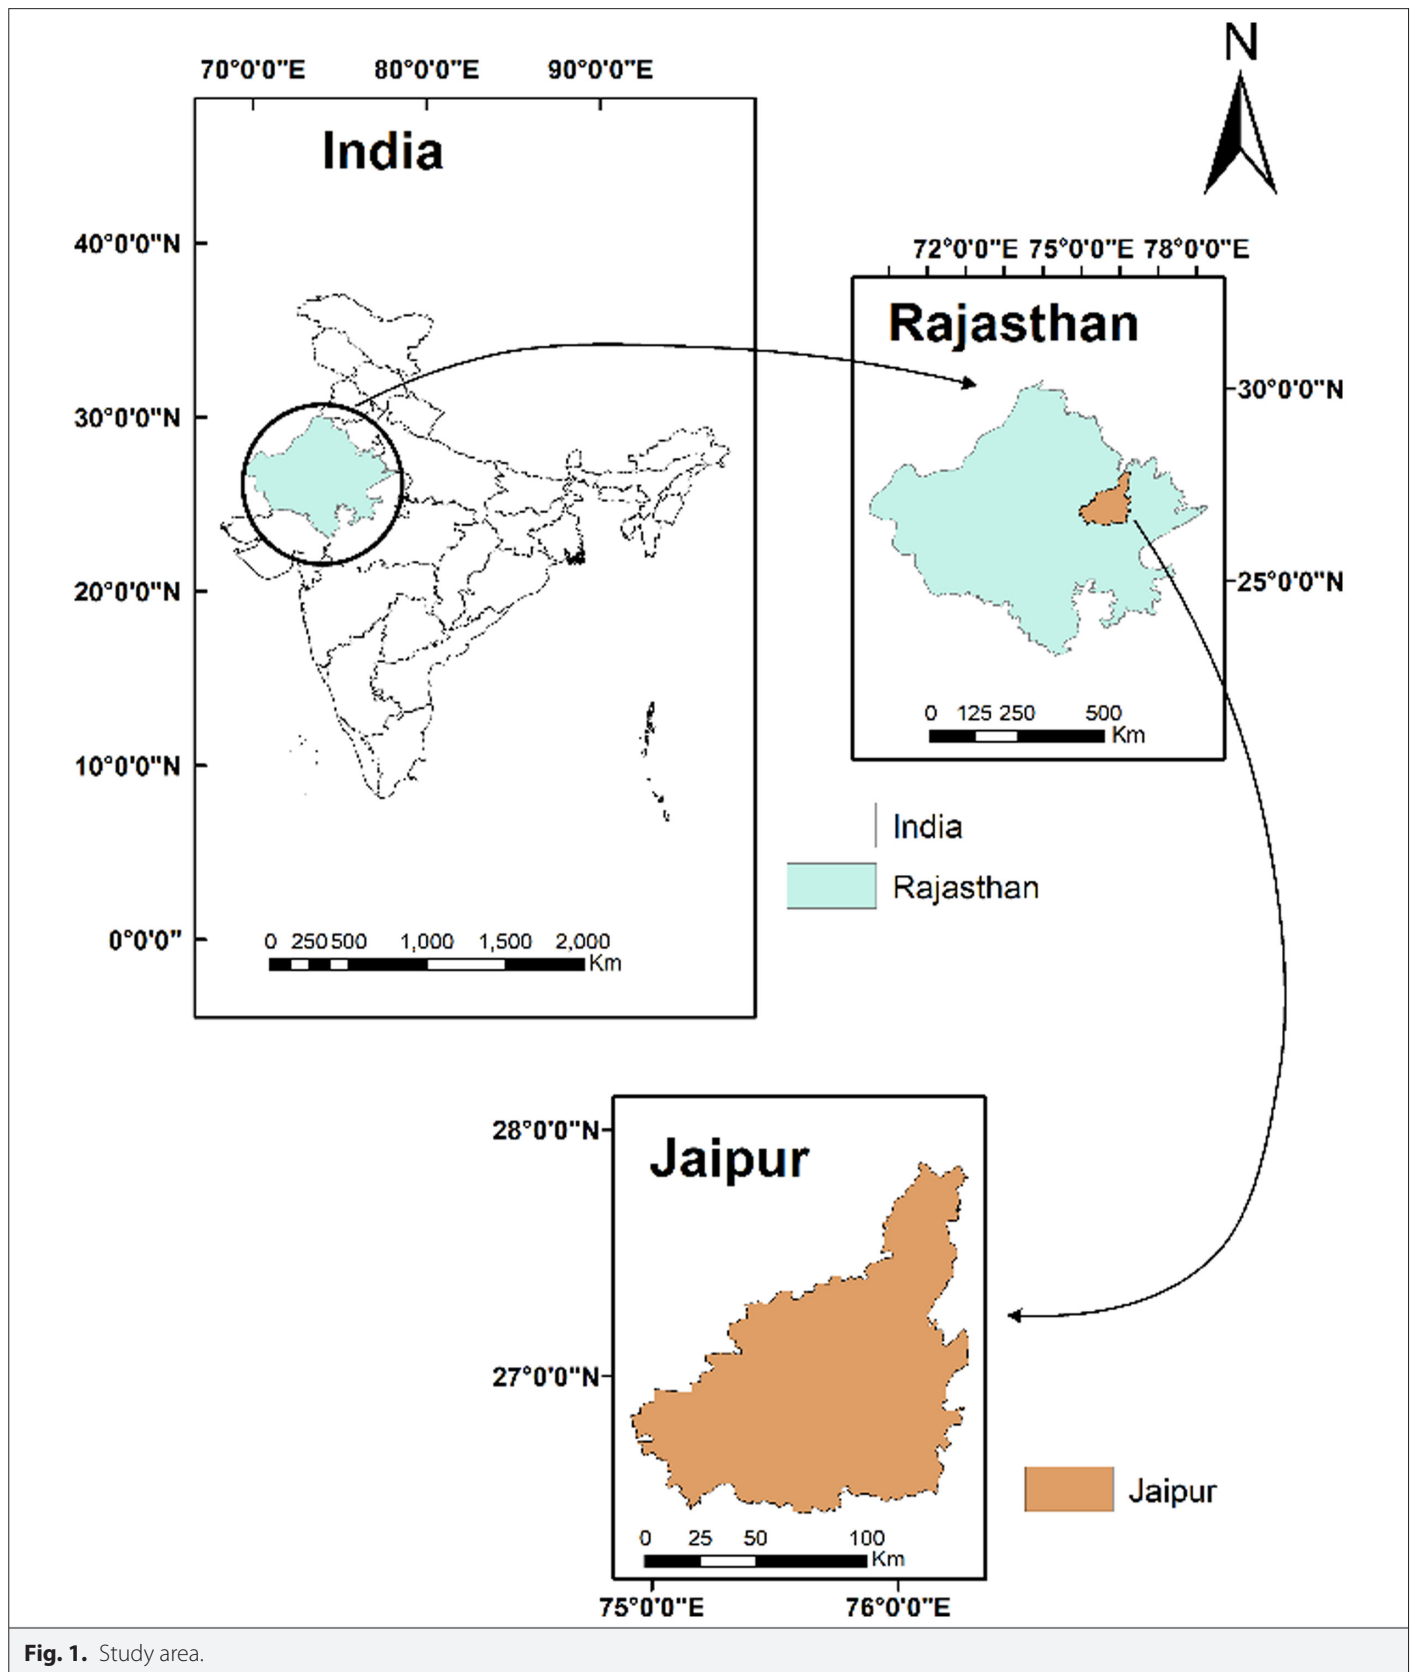 N
70°0'0"E 80°0'0"E 90°0'0"E
India
40°0'0"N
30°0'0"N
20°0'0"N
10°0'0"N
0°0'0"
0 250 500 1,000 1,500 2,000
Km
72°0'0"E 75°0'0"E 78°0'0"E
Rajasthan
30°0'0"N
25°0'0"N
0 125 250 500
Km
India
Rajasthan
28°0'0"N
Jaipur
27°0'0"N
0 25 50 100
Km
75°0'0"E 76°0'0"E
Jaipur
Fig. 1. Study area.